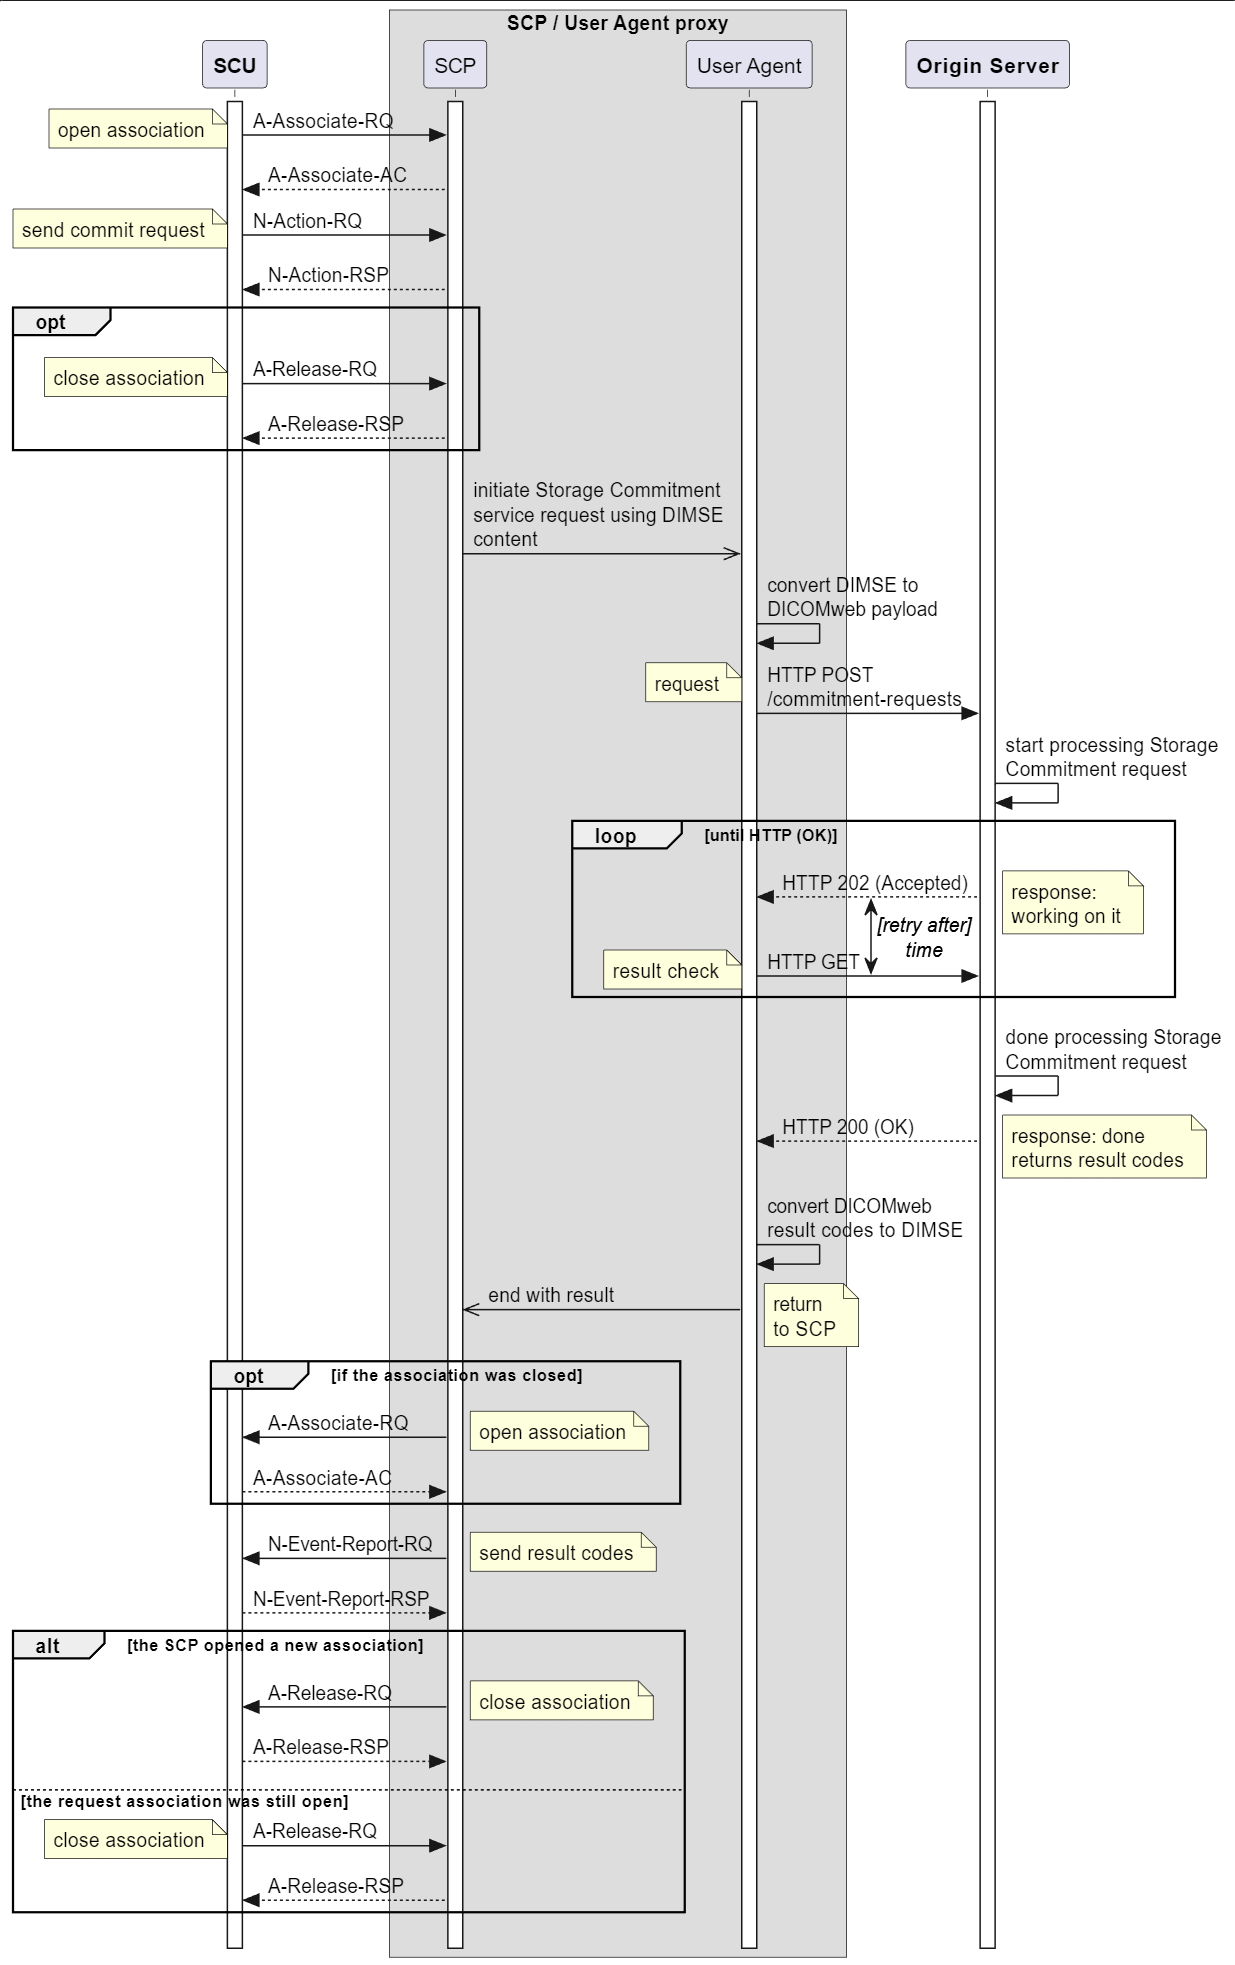 SCP / User Agent proxy
SCU
SCP
User Agent
Origin Server
open association
A-Associate-RQ
A-Associate-AC
send commit request
N-Action-RQ
N-Action-RSP
opt
close association
A-Release-RQ
A-Release-RSP
initiate Storage Commitment
service request using DIMSE
content
convert DIMSE to
DICOMweb payload
request
HTTP POST
/commitment-requests
start processing Storage
Commitment request
loop
[until HTTP (OK)]
HTTP 202 (Accepted)
response:
working on it
[retry after]
time
result check
HTTP GET
done processing Storage
Commitment request
HTTP 200 (OK)
response: done
returns result codes
convert DICOMweb
result codes to DIMSE
end with result
return
to SCP
opt
[if the association was closed]
A-Associate-RQ
open association
A-Associate-AC
N-Event-Report-RQ
send result codes
N-Event-Report-RSP
alt
[the SCP opened a new association]
A-Release-RQ
close association
A-Release-RSP
[the request association was still open]
close association
A-Release-RQ
A-Release-RSP